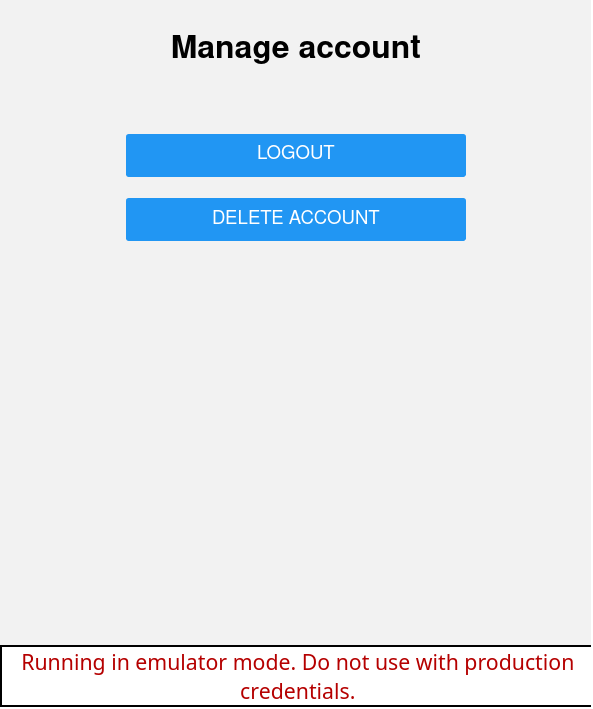 Manage account
LOGOUT
DELETE ACCOUNT
Running in emulator mode. Do not use with production
credentials.